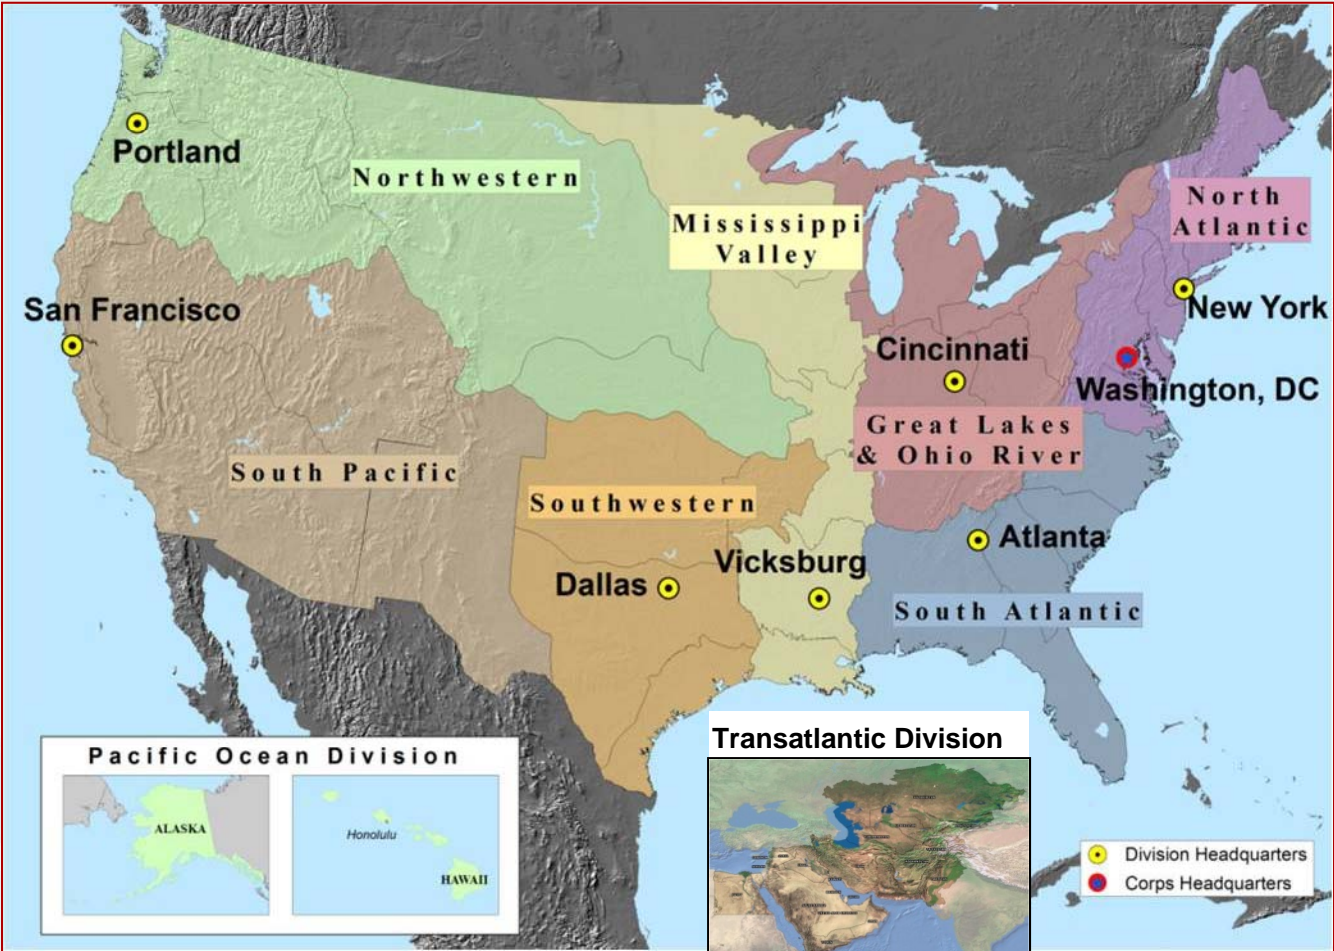 Portland
Northwestern
Mississippi
Valley
North
Atlantic
San Francisco
New York
Cincinnati
Washington, DC
Great Lakes
& Ohio River
South Pacific
Southwestern
Atlanta
Vicksburg
Dallas
South Atlantic
Transatlantic Division
Pacific Ocean Division
ALASKA
Honolulu
HAWAII
Division Headquarters
Corps Headquarters